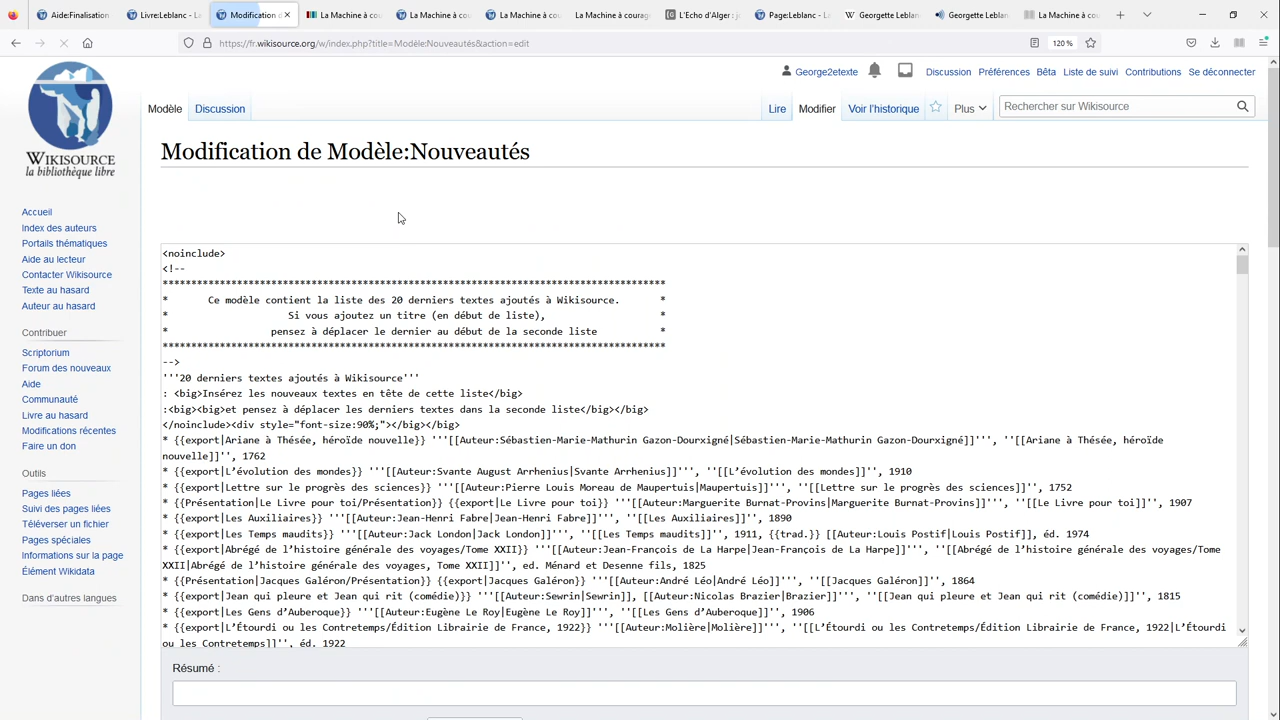 Aide:Finalisation
Livre:Leblanc - La
Modification d
La Machine à cou
La Machine à cou
La Machine à cou
La Machine à courag
L'Echo d'Alger : j
Page:Leblanc - La
Georgette Leblanc
Georgette Leblan
La Machine à cou
https://fr.wikisource.org/w/index.php?title=Modèle:Nouveautés&action=edit
120 %
George2etexte
Discussion
Préférences
Bêta
Liste de suivi
Contributions
Se déconnecter
Modèle
Discussion
Lire
Modifier
Voir l'historique
Plus
Rechercher sur Wikisource
WIKISOURCE
la bibliothèque libre
Accueil
Index des auteurs
Portails thématiques
Aide au lecteur
Contacter Wikisource
Texte au hasard
Auteur au hasard
Contribuer
Scriptorium
Forum des nouveaux
Aide
Communauté
Livre au hasard
Modifications récentes
Faire un don
Outils
Pages liées
Suivi des pages liées
Téléverser un fichier
Pages spéciales
Informations sur la page
Élément Wikidata
Dans d'autres langues
Modification de Modèle:Nouveautés
<noinclude>
<!--
************************************************************************************
* Ce modèle contient la liste des 20 derniers textes ajoutés à Wikisource. *
* Si vous ajoutez un titre (en début de liste), *
* pensez à déplacer le dernier au début de la seconde liste *
************************************************************************************
-->
'''20 derniers textes ajoutés à Wikisource'''
: <big>Insérez les nouveaux textes en tête de cette liste</big>
:<big><big>et pensez à déplacer les derniers textes dans la seconde liste</big></big>
</noinclude><div style="font-size:90%;"></big></big>
* {{export|Ariane à Thésée, héroïde nouvelle}} '''[[Auteur:Sébastien-Marie-Mathurin Gazon-Dourxigné|Sébastien-Marie-Mathurin Gazon-Dourxigné]]''', ''[[Ariane à Thésée, héroïde
nouvelle]]'', 1762
* {{export|L’évolution des mondes}} '''[[Auteur:Svante August Arrhenius|Svante Arrhenius]]''', ''[[L’évolution des mondes]]'', 1910
* {{export|Lettre sur le progrès des sciences}} '''[[Auteur:Pierre Louis Moreau de Maupertuis|Maupertuis]]''', ''[[Lettre sur le progrès des sciences]]'', 1752
* {{Présentation|Le Livre pour toi/Présentation}} {{export|Le Livre pour toi}} '''[[Auteur:Marguerite Burnat-Provins|Marguerite Burnat-Provins]]''', ''[[Le Livre pour toi]]'', 1907
* {{export|Les Auxiliaires}} '''[[Auteur:Jean-Henri Fabre|Jean-Henri Fabre]]''', ''[[Les Auxiliaires]]'', 1890
* {{export|Les Temps maudits}} '''[[Auteur:Jack London|Jack London]]''', ''[[Les Temps maudits]]'', 1911, {{trad.}} [[Auteur:Louis Postif|Louis Postif]], éd. 1974
* {{export|Abrégé de l’histoire générale des voyages/Tome XXII}} '''[[Auteur:Jean-François de La Harpe|Jean-François de La Harpe]]''', ''[[Abrégé de l’histoire générale des voyages/Tome
XXII|Abrégé de l’histoire générale des voyages, Tome XXII]]'', ed. Ménard et Desenne fils, 1825
* {{Présentation|Jacques Galéron/Présentation}} {{export|Jacques Galéron}} '''[[Auteur:André Léo|André Léo]]''', ''[[Jacques Galéron]]'', 1864
* {{export|Jean qui pleure et Jean qui rit (comédie)}} '''[[Auteur:Sewrin|Sewrin]], [[Auteur:Nicolas Brazier|Brazier]]''', ''[[Jean qui pleure et Jean qui rit (comédie)]]'', 1815
* {{export|Les Gens d’Auberoque}} '''[[Auteur:Eugène Le Roy|Eugène Le Roy]]''', ''[[Les Gens d’Auberoque]]'', 1906
* {{export|L’Étourdi ou les Contretemps/Édition Librairie de France, 1922}} '''[[Auteur:Molière|Molière]]''', ''[[L’Étourdi ou les Contretemps/Édition Librairie de France, 1922|L’Étourdi
ou les Contretemps]]'', éd. 1922
Résumé :